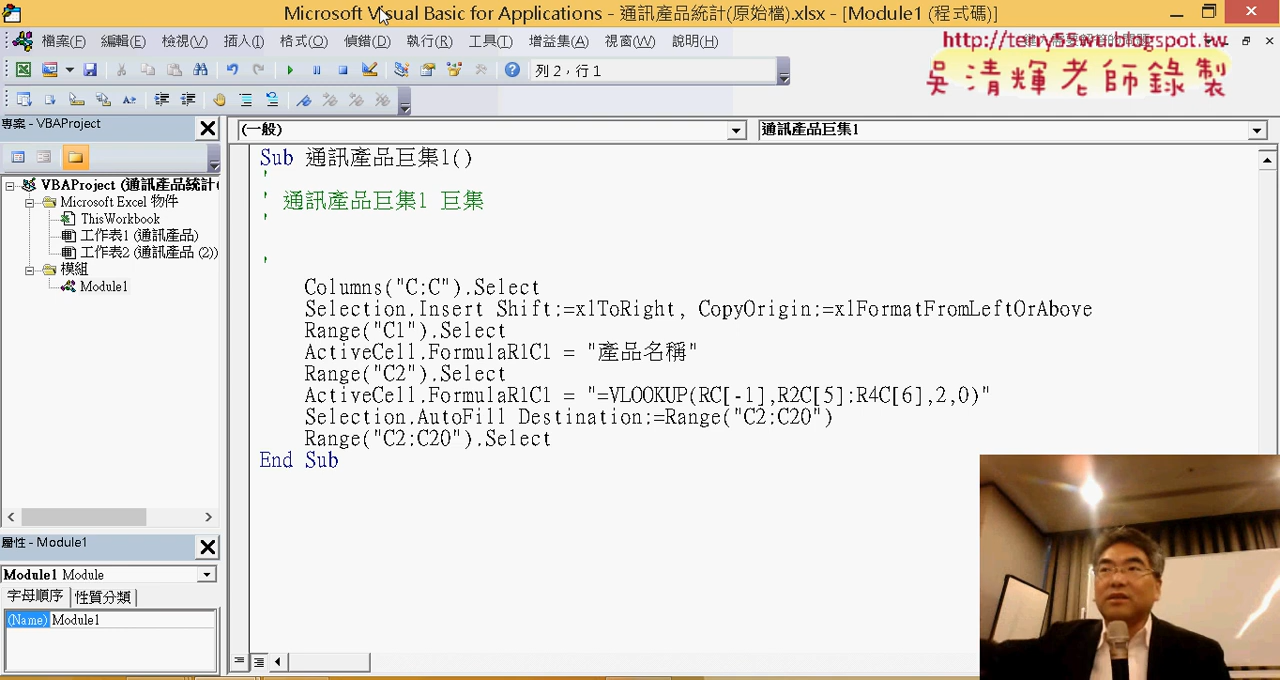 Microsoft Visual Basic for Applications - 通訊產品統計(原始檔).xlsx - [Module1 (程式碼)]
檔案(F) 編輯(E) 檢視(V) 插入(I) 格式(O) 偵錯(D) 執行(R) 工具(T) 增益集(A) 視窗(W) 說明(H)
http://terry55wu.blogspot.tw
吳清輝老師錄製
列 2，行 1
專案 - VBAProject
(一般)
通訊產品巨集1
VBAProject (通訊產品統計(
Microsoft Excel 物件
ThisWorkbook
工作表1 (通訊產品)
工作表2 (通訊產品 (2))
模組
Module1
Sub 通訊產品巨集1()
'
' 通訊產品巨集1 巨集
'
'
Columns("C:C").Select
Selection.Insert Shift:=xlToRight, CopyOrigin:=xlFormatFromLeftOrAbove
Range("C1").Select
ActiveCell.FormulaR1C1 = "產品名稱"
Range("C2").Select
ActiveCell.FormulaR1C1 = "=VLOOKUP(RC[-1],R2C[5]:R4C[6],2,0)"
Selection.AutoFill Destination:=Range("C2:C20")
Range("C2:C20").Select
End Sub
屬性 - Module1
Module1 Module
字母順序 性質分類
(Name) Module1